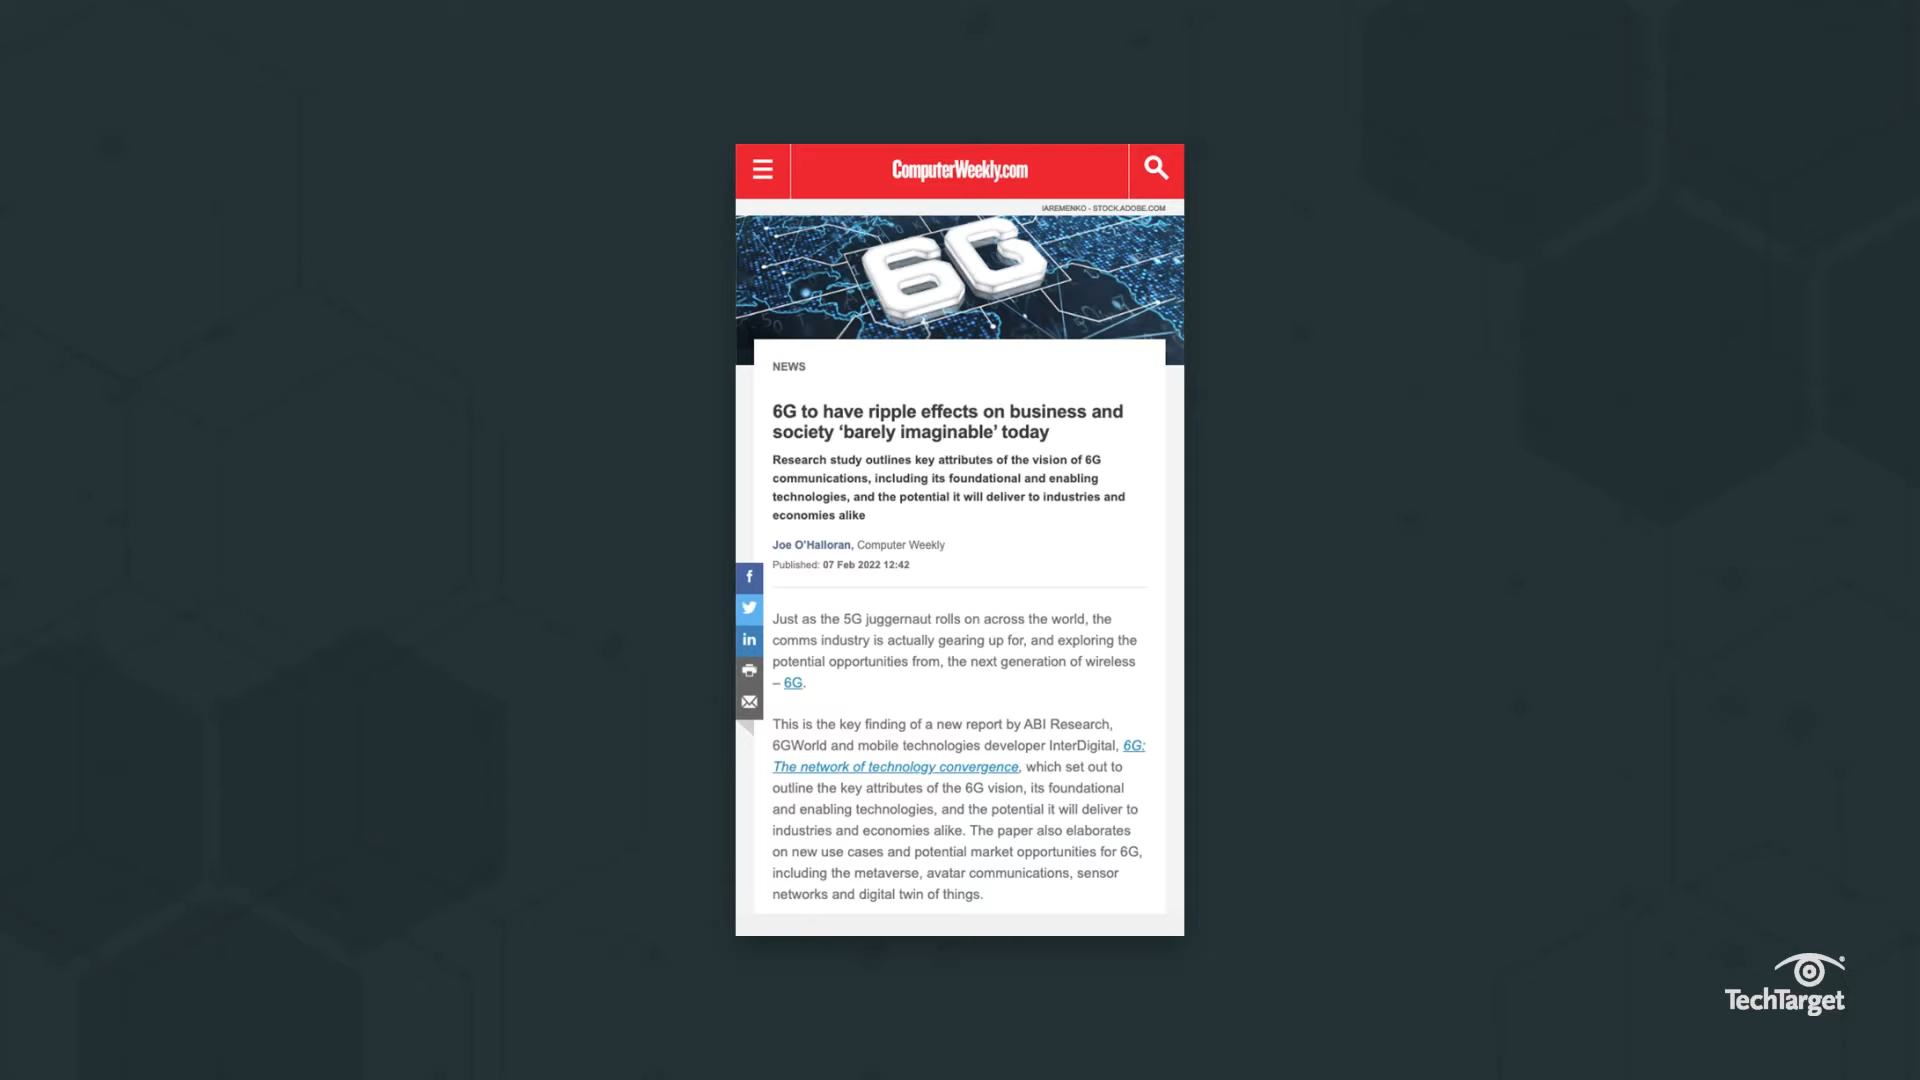 ComputerWeekly.com
IAREMENKO - STOCK.ADOBE.COM
6G
NEWS
6G to have ripple effects on business and
society ‘barely imaginable’ today
Research study outlines key attributes of the vision of 6G
communications, including its foundational and enabling
technologies, and the potential it will deliver to industries and
economies alike
Joe O’Halloran, Computer Weekly
Published: 07 Feb 2022 12:42
Just as the 5G juggernaut rolls on across the world, the
comms industry is actually gearing up for, and exploring the
potential opportunities from, the next generation of wireless
– 6G.
This is the key finding of a new report by ABI Research,
6GWorld and mobile technologies developer InterDigital, 6G:
The network of technology convergence, which set out to
outline the key attributes of the 6G vision, its foundational
and enabling technologies, and the potential it will deliver to
industries and economies alike. The paper also elaborates
on new use cases and potential market opportunities for 6G,
including the metaverse, avatar communications, sensor
networks and digital twin of things.
f
in
TechTarget